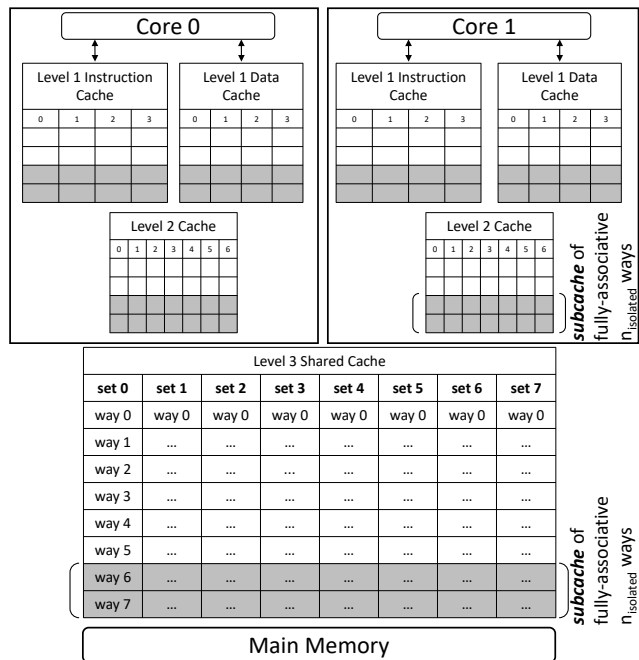 Core 0
Level 1 Instruction
Cache
0 1 2 3
Level 1 Data
Cache
0 1 2 3
Level 2 Cache
0 1 2 3 4 5 6
Core 1
Level 1 Instruction
Cache
0 1 2 3
Level 1 Data
Cache
0 1 2 3
Level 2 Cache
0 1 2 3 4 5 6
subcache of
fully-associative
nisolated ways
Level 3 Shared Cache
set 0 set 1 set 2 set 3 set 4 set 5 set 6 set 7
way 0 way 0 way 0 way 0 way 0 way 0 way 0 way 0
way 1 ... ... ... ... ... ... ...
way 2 ... ... ... ... ... ... ...
way 3 ... ... ... ... ... ... ...
way 4 ... ... ... ... ... ... ...
way 5 ... ... ... ... ... ... ...
way 6 ... ... ... ... ... ... ...
way 7 ... ... ... ... ... ... ...
subcache of
fully-associative
nisolated ways
Main Memory